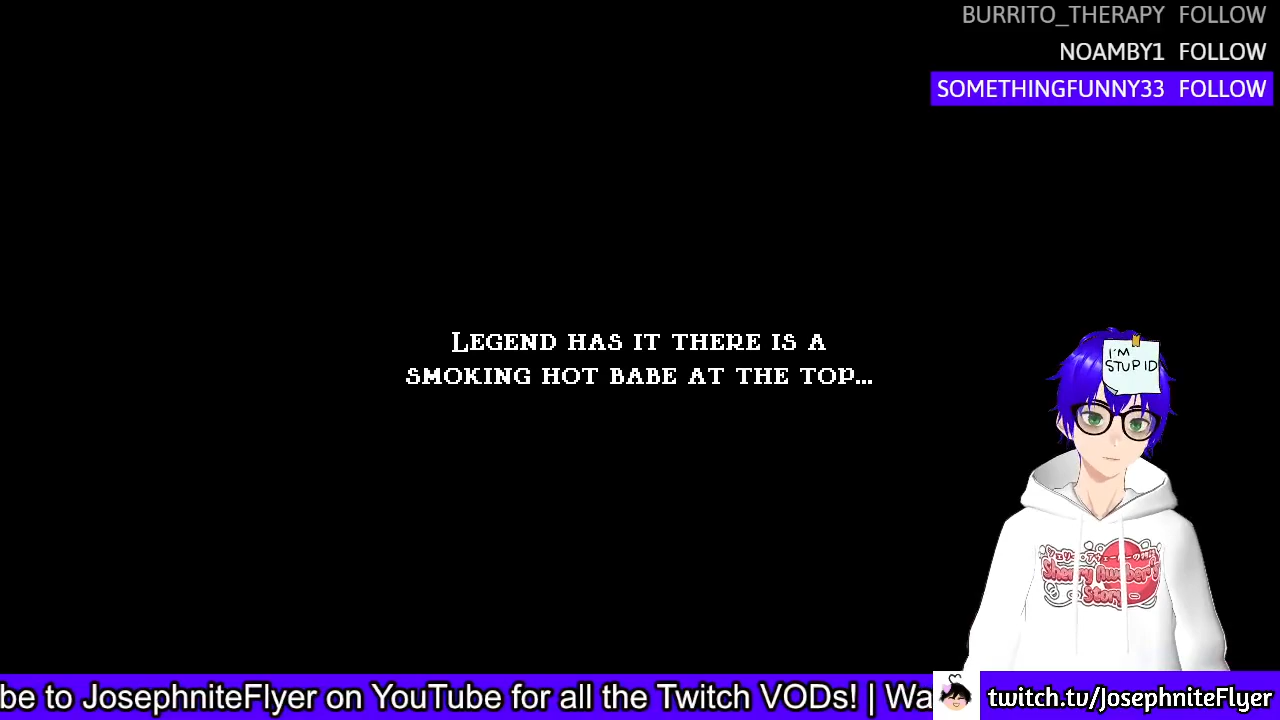 BURRITO_THERAPY FOLLOW
NOAMBY1 FOLLOW
SOMETHINGFUNNY33 FOLLOW
LEGEND HAS IT THERE IS A
SMOKING HOT BABE AT THE TOP...
I'M
STUPID
Story
be to JosephniteFlyer on YouTube for all the Twitch VODs! | Wa
twitch.tv/JosephniteFlyer